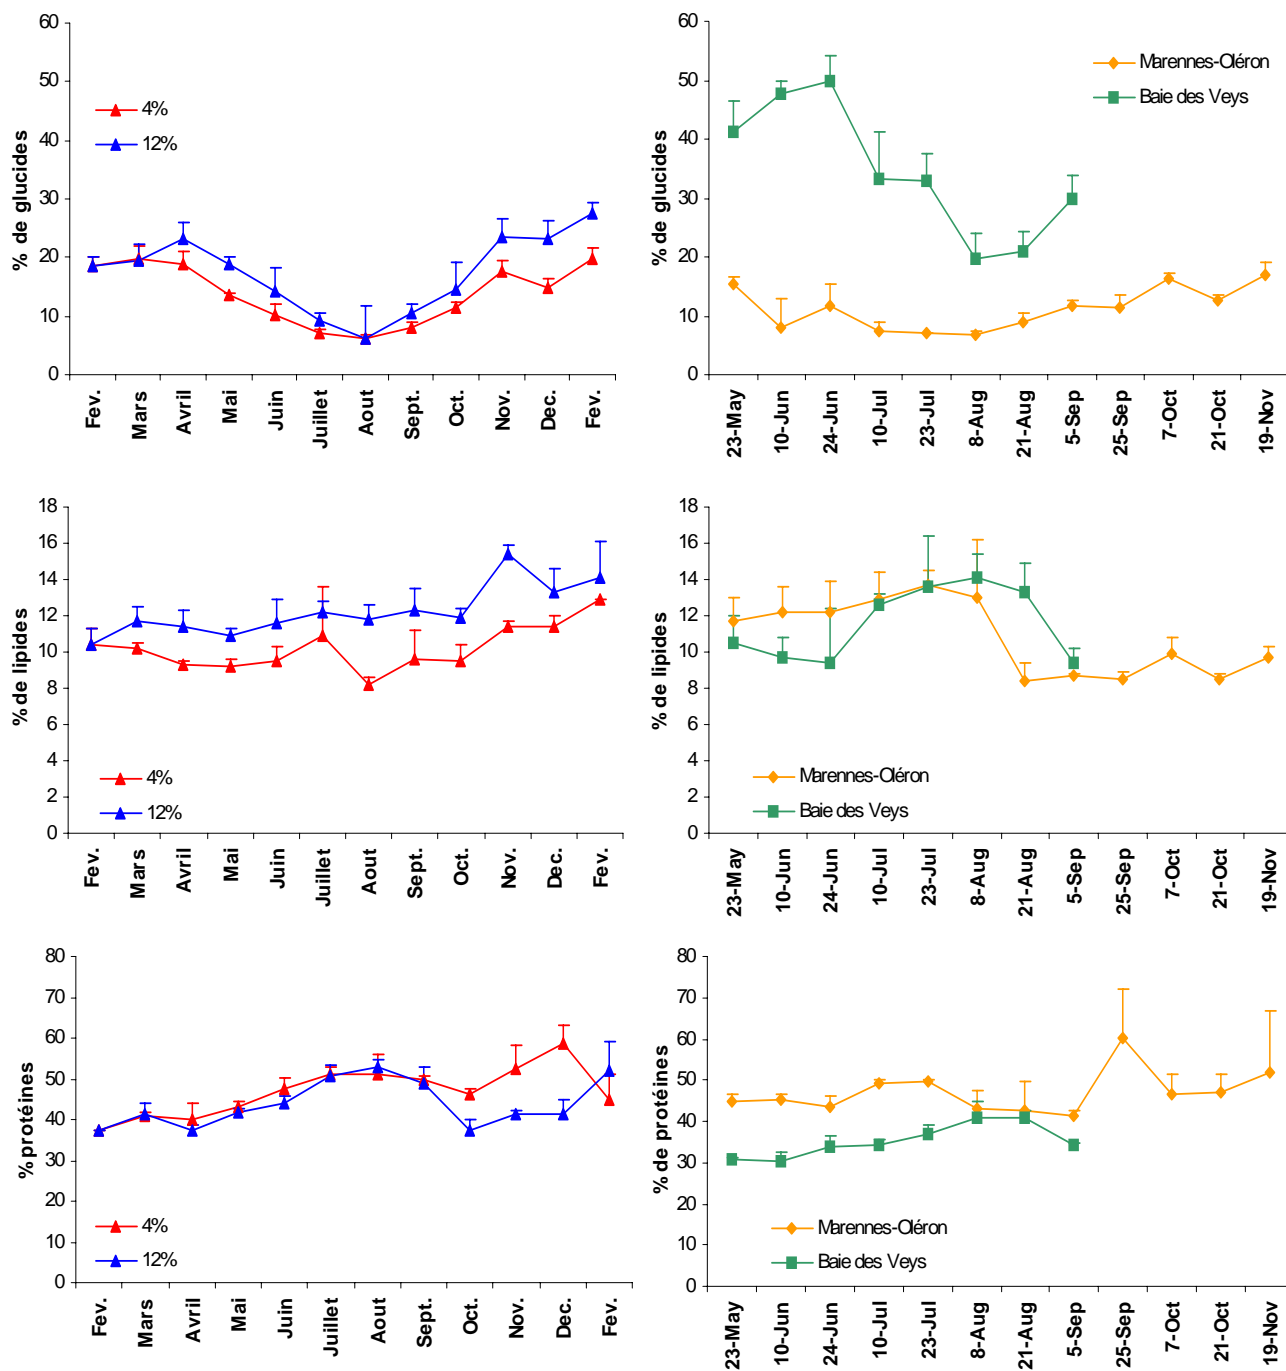 % de glucides
60
50
40
30
20
10
0
4%
12%
Fev.
Mars
Avril
Mai
Juin
Juillet
Aout
Sept.
Oct.
Nov.
Dec.
Fev.
% de glucides
60
50
40
30
20
10
0
Marennes-Oléron
Baie des Veys
23-May
10-Jun
24-Jun
10-Jul
23-Jul
8-Aug
21-Aug
5-Sep
25-Sep
7-Oct
21-Oct
19-Nov
% de lipides
18
16
14
12
10
8
6
4
2
0
4%
12%
Fev.
Mars
Avril
Mai
Juin
Juillet
Aout
Sept.
Oct.
Nov.
Dec.
Fev.
% de lipides
18
16
14
12
10
8
6
4
2
0
Marennes-Oléron
Baie des Veys
23-May
10-Jun
24-Jun
10-Jul
23-Jul
8-Aug
21-Aug
5-Sep
25-Sep
7-Oct
21-Oct
19-Nov
% protéines
80
70
60
50
40
30
20
10
0
4%
12%
Fev.
Mars
Avril
Mai
Juin
Juillet
Aout
Sept.
Oct.
Nov.
Dec.
Fev.
% de protéines
80
70
60
50
40
30
20
10
0
Marennes-Oléron
Baie des Veys
23-May
10-Jun
24-Jun
10-Jul
23-Jul
8-Aug
21-Aug
5-Sep
25-Sep
7-Oct
21-Oct
19-Nov